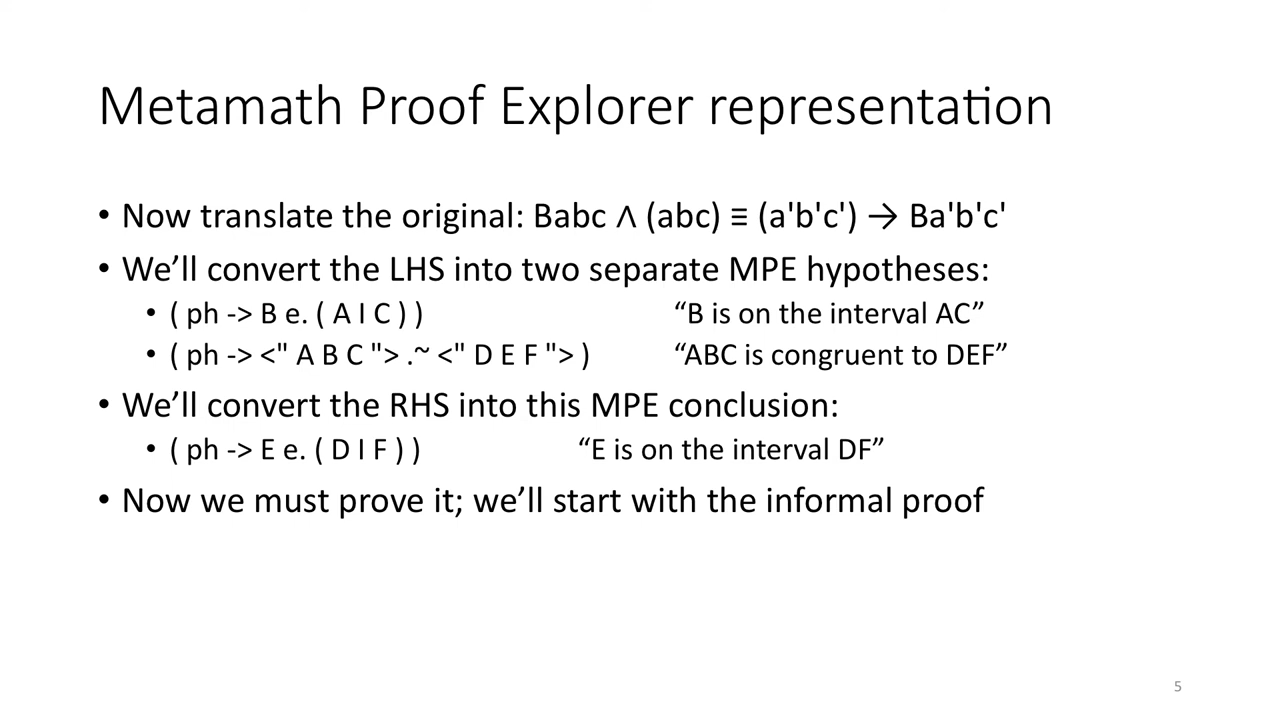 Metamath Proof Explorer representation
• Now translate the original: Babc ∧ (abc) ≡ (a'b'c') → Ba'b'c'
• We’ll convert the LHS into two separate MPE hypotheses:
• ( ph -> B e. ( A I C ) ) “B is on the interval AC”
• ( ph -> <" A B C "> .~ <" D E F "> ) “ABC is congruent to DEF”
• We’ll convert the RHS into this MPE conclusion:
• ( ph -> E e. ( D I F ) ) “E is on the interval DF”
• Now we must prove it; we’ll start with the informal proof
5